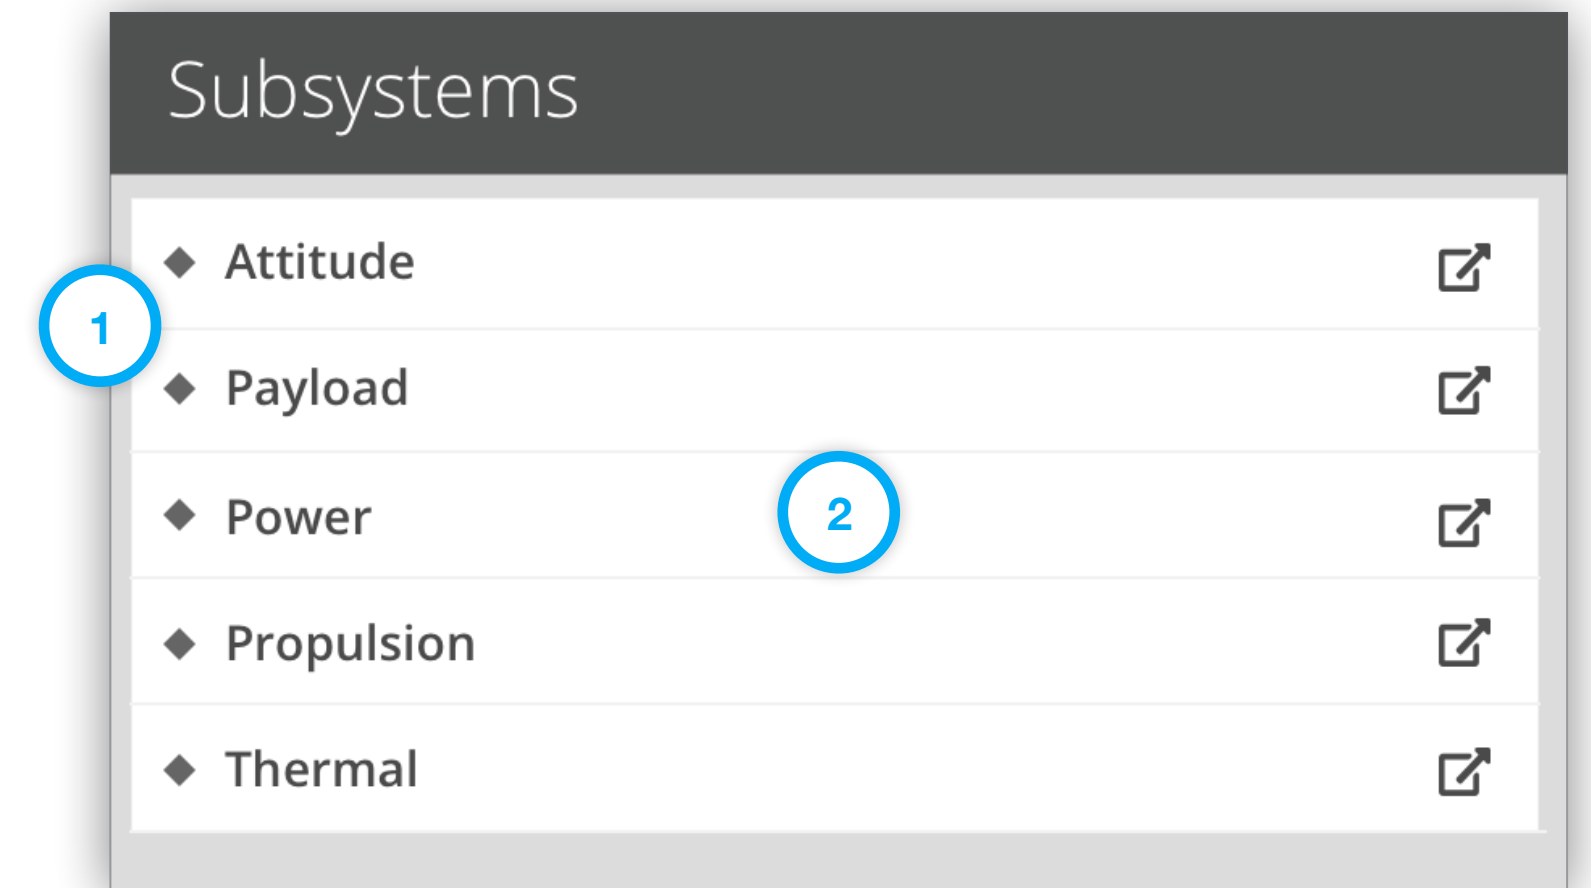 Subsystems
Attitude
1
Payload
Power
2
Propulsion
Thermal